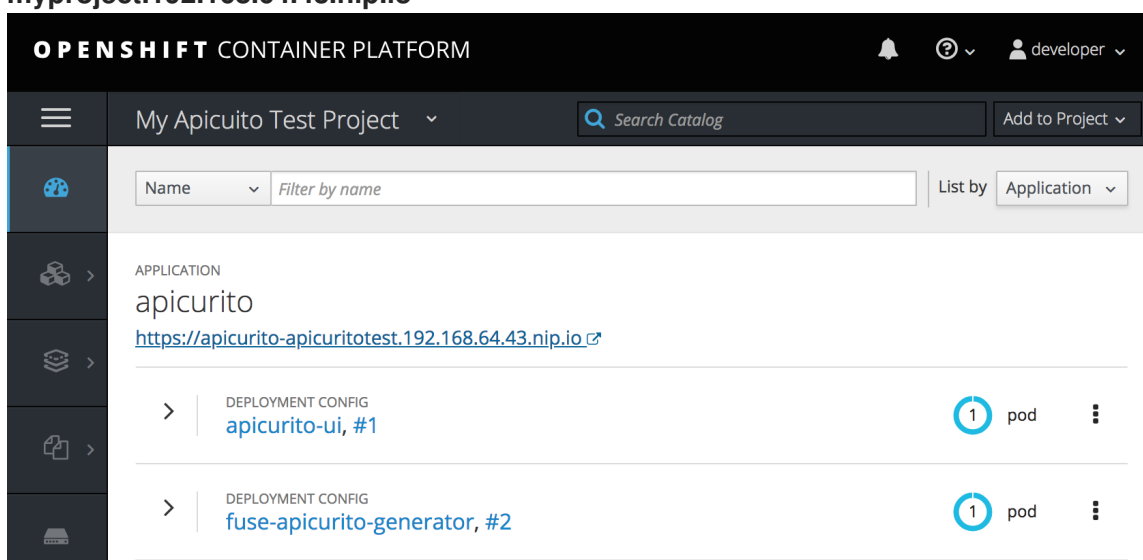 OPENSHIFT CONTAINER PLATFORM
developer
My Apicuito Test Project
Search Catalog
Add to Project
Name
Filter by name
List by
Application
APPLICATION
apicurito
https://apicurito-apicuritotest.192.168.64.43.nip.io
DEPLOYMENT CONFIG
apicurito-ui, #1
1 pod
DEPLOYMENT CONFIG
fuse-apicurito-generator, #2
1 pod